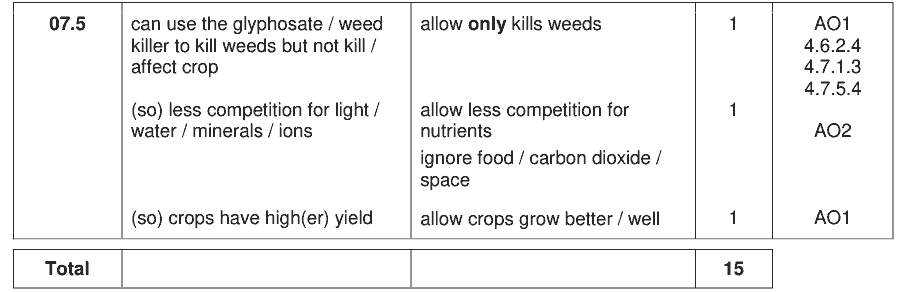 07.5 can use the glyphosate / weed allow only kills weeds 1 AO1
killer to kill weeds but not kill / 4.6.2.4
affect crop 4.7.1.3
4.7.5.4
(so) less competition for light / allow less competition for 1
water / minerals / ions nutrients AO2
ignore food / carbon dioxide /
space
(so) crops have high(er) yield allow crops grow better / well 1 AO1
Total 15